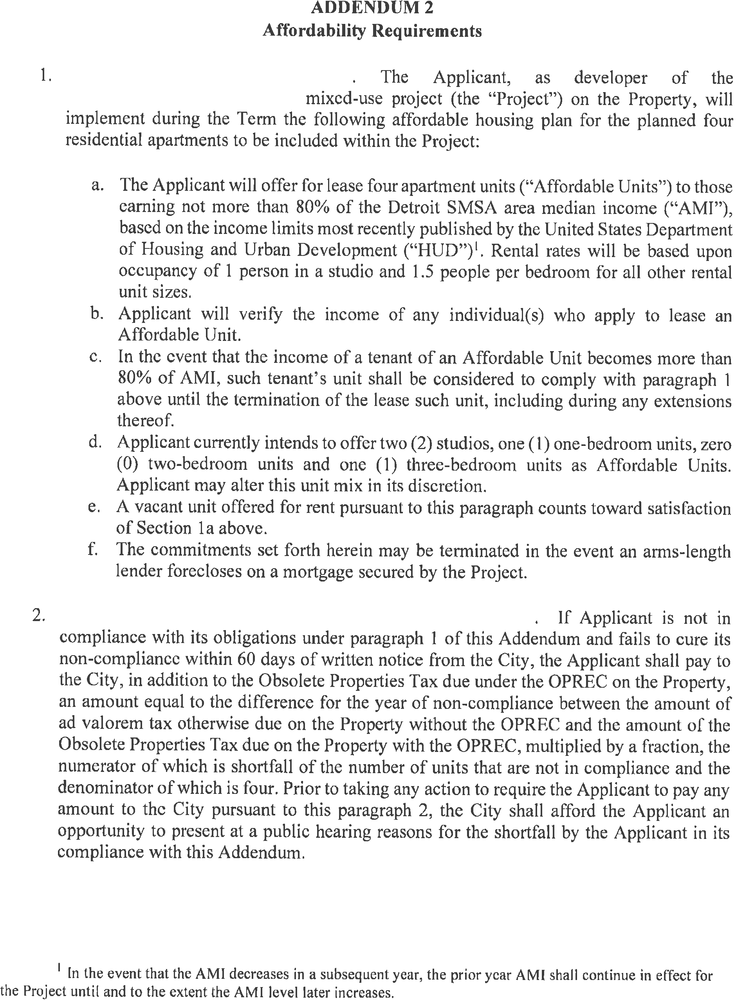 ADDENDUM 2
Affordability Requirements
1. . The Applicant, as developer of the
mixed-use project (the “Project”) on the Property, will
implement during the Term the following affordable housing plan for the planned four
residential apartments to be included within the Project:
a. The Applicant will offer for lease four apartment units (“Affordable Units”) to those
earning not more than 80% of the Detroit SMSA area median income (“AMI”),
based on the income limits most recently published by the United States Department
of Housing and Urban Development (“HUD”)¹. Rental rates will be based upon
occupancy of 1 person in a studio and 1.5 people per bedroom for all other rental
unit sizes.
b. Applicant will verify the income of any individual(s) who apply to lease an
Affordable Unit.
c. In the event that the income of a tenant of an Affordable Unit becomes more than
80% of AMI, such tenant’s unit shall be considered to comply with paragraph 1
above until the termination of the lease such unit, including during any extensions
thereof.
d. Applicant currently intends to offer two (2) studios, one (1) one-bedroom units, zero
(0) two-bedroom units and one (1) three-bedroom units as Affordable Units.
Applicant may alter this unit mix in its discretion.
e. A vacant unit offered for rent pursuant to this paragraph counts toward satisfaction
of Section 1a above.
f. The commitments set forth herein may be terminated in the event an arms-length
lender forecloses on a mortgage secured by the Project.
2. . If Applicant is not in
compliance with its obligations under paragraph 1 of this Addendum and fails to cure its
non-compliance within 60 days of written notice from the City, the Applicant shall pay to
the City, in addition to the Obsolete Properties Tax due under the OPREC on the Property,
an amount equal to the difference for the year of non-compliance between the amount of
ad valorem tax otherwise due on the Property without the OPREC and the amount of the
Obsolete Properties Tax due on the Property with the OPREC, multiplied by a fraction, the
numerator of which is shortfall of the number of units that are not in compliance and the
denominator of which is four. Prior to taking any action to require the Applicant to pay any
amount to the City pursuant to this paragraph 2, the City shall afford the Applicant an
opportunity to present at a public hearing reasons for the shortfall by the Applicant in its
compliance with this Addendum.
¹ In the event that the AMI decreases in a subsequent year, the prior year AMI shall continue in effect for
the Project until and to the extent the AMI level later increases.